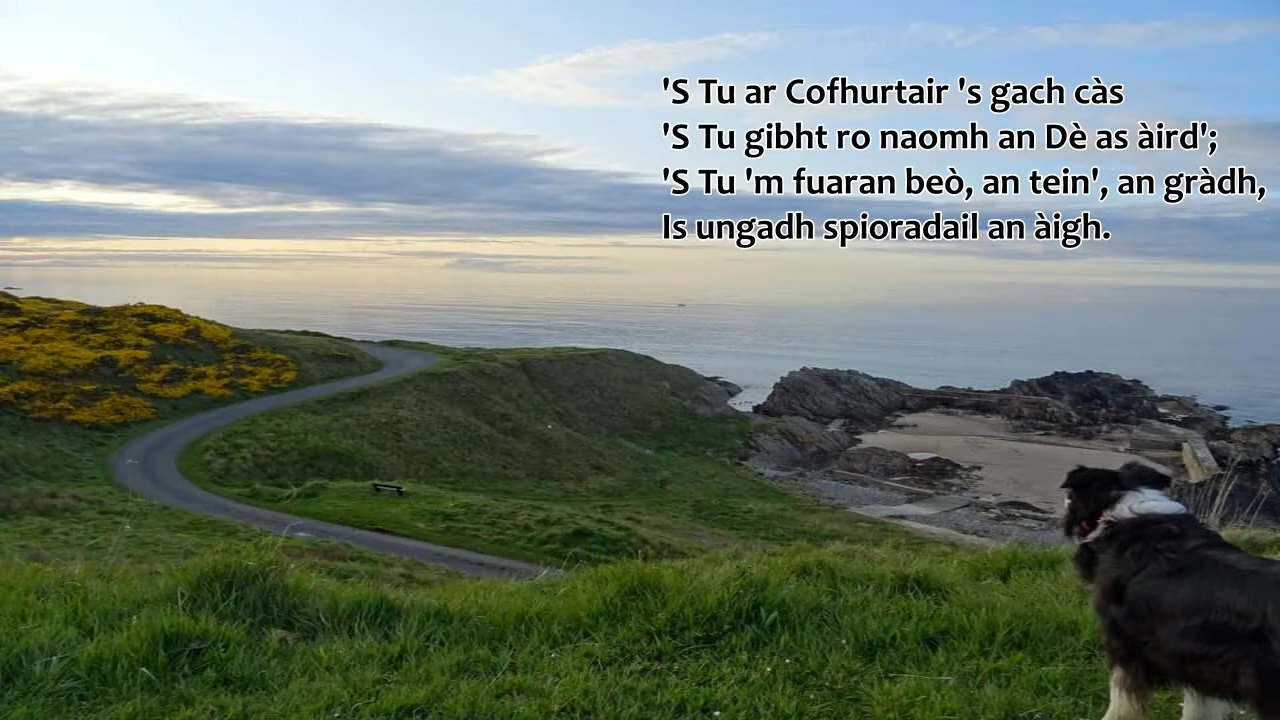 'S Tu ar Cofhurtair 's gach càs
'S Tu gibht ro naomh an Dè as àird';
'S Tu 'm fuaran beò, an tein', an gràdh,
Is ungadh spioradail an àigh.